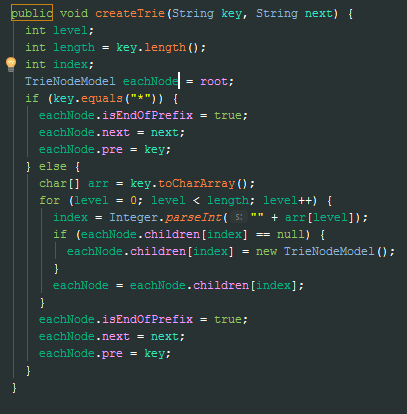 public void createTrie(String key, String next) {
int level;
int length = key.length();
int index;
TrieNodeModel eachNode = root;
if (key.equals("*")) {
eachNode.isEndOfPrefix = true;
eachNode.next = next;
eachNode.pre = key;
} else {
char[] arr = key.toCharArray();
for (level = 0; level < length; level++) {
index = Integer.parseInt( s: "" + arr[level]);
if (eachNode.children[index] == null) {
eachNode.children[index] = new TrieNodeModel();
}
eachNode = eachNode.children[index];
}
eachNode.isEndOfPrefix = true;
eachNode.next = next;
eachNode.pre = key;
}
}